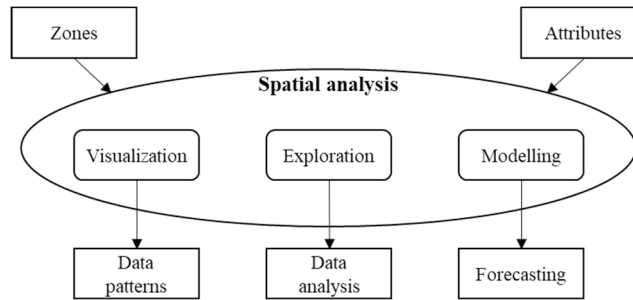 Zones
Attributes
Spatial analysis
Visualization
Exploration
Modelling
Data
patterns
Data
analysis
Forecasting